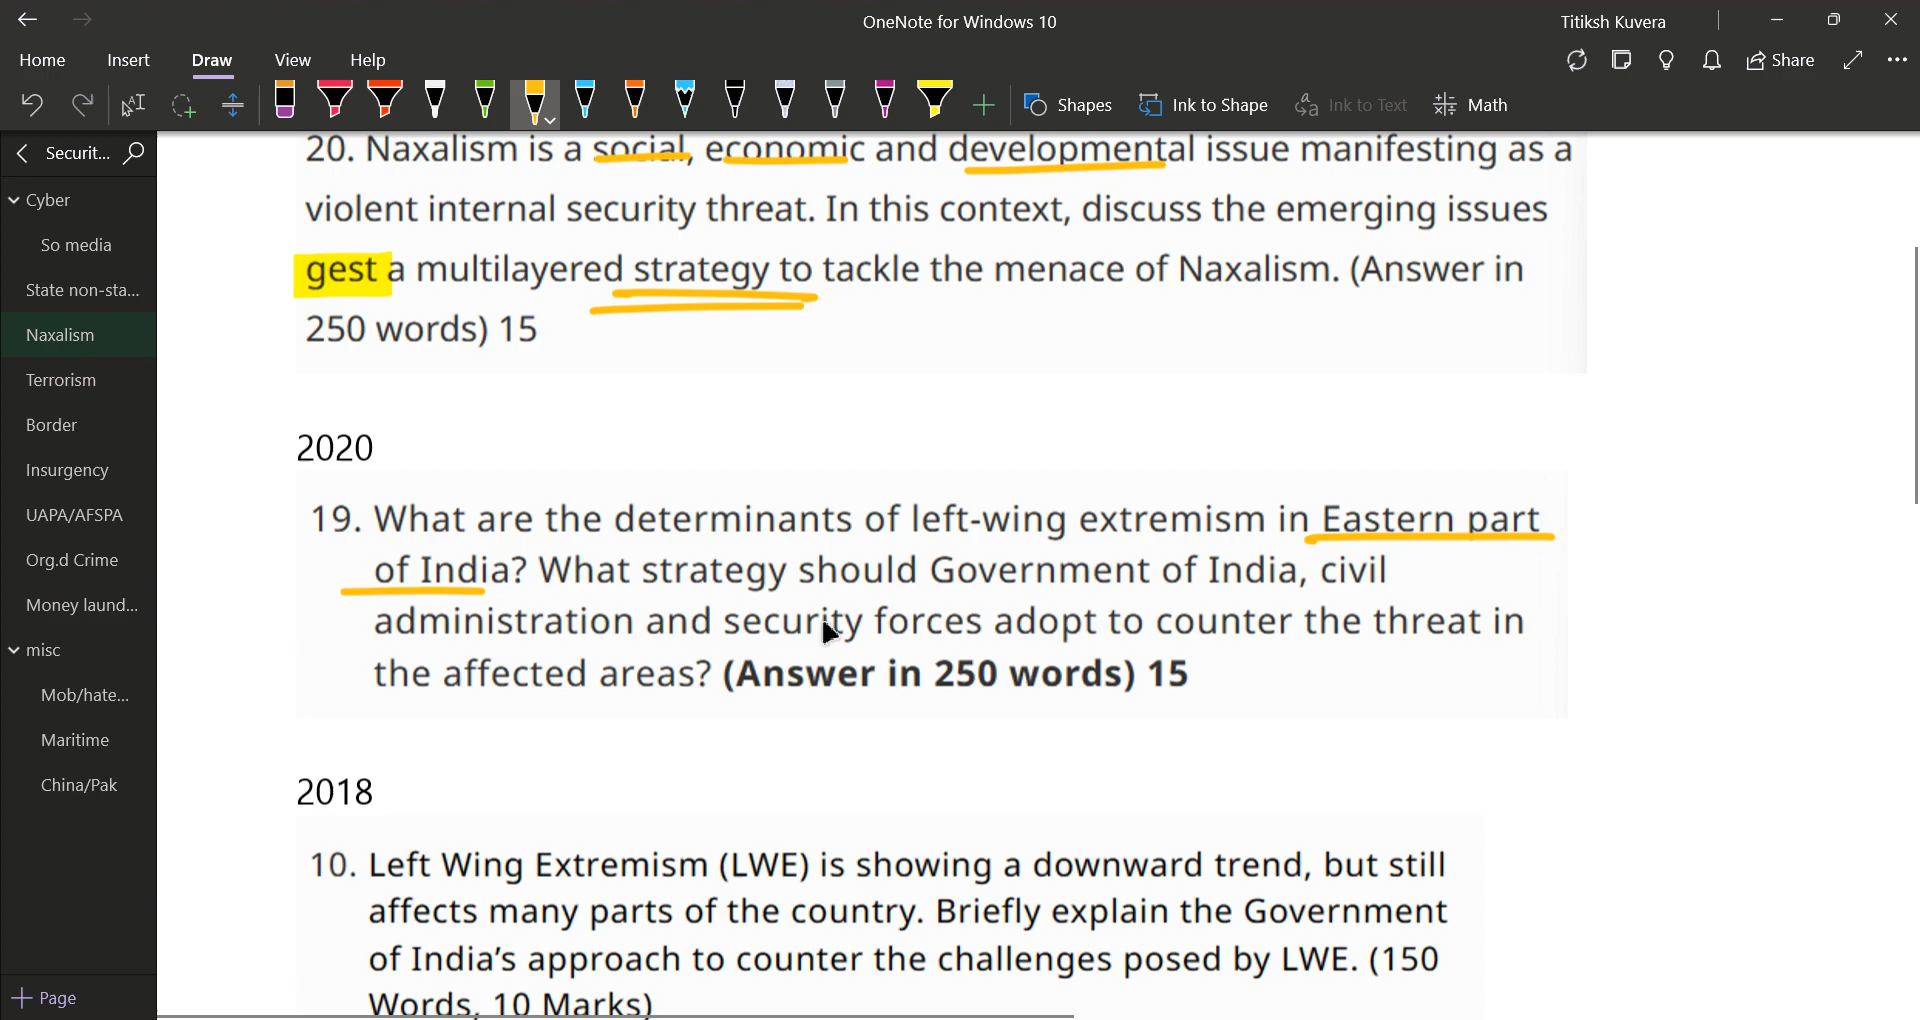 OneNote for Windows 10
Titiksh Kuvera
Home Insert Draw View Help
Share
Shapes Ink to Shape Ink to Text Math
Securit...
Cyber
So media
State non-sta...
Naxalism
Terrorism
Border
Insurgency
UAPA/AFSPA
Org.d Crime
Money laund...
misc
Mob/hate...
Maritime
China/Pak
Page
20. Naxalism is a social, economic and developmental issue manifesting as a
violent internal security threat. In this context, discuss the emerging issues
gest a multilayered strategy to tackle the menace of Naxalism. (Answer in
250 words) 15
2020
19. What are the determinants of left-wing extremism in Eastern part
of India? What strategy should Government of India, civil
administration and security forces adopt to counter the threat in
the affected areas? (Answer in 250 words) 15
2018
10. Left Wing Extremism (LWE) is showing a downward trend, but still
affects many parts of the country. Briefly explain the Government
of India's approach to counter the challenges posed by LWE. (150
Words, 10 Marks)